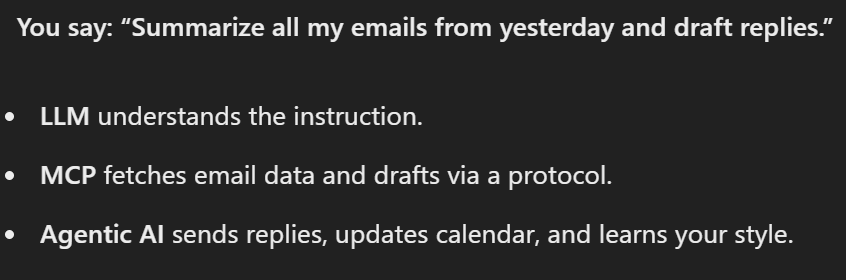 You say: “Summarize all my emails from yesterday and draft replies.”
• LLM understands the instruction.
• MCP fetches email data and drafts via a protocol.
• Agentic AI sends replies, updates calendar, and learns your style.